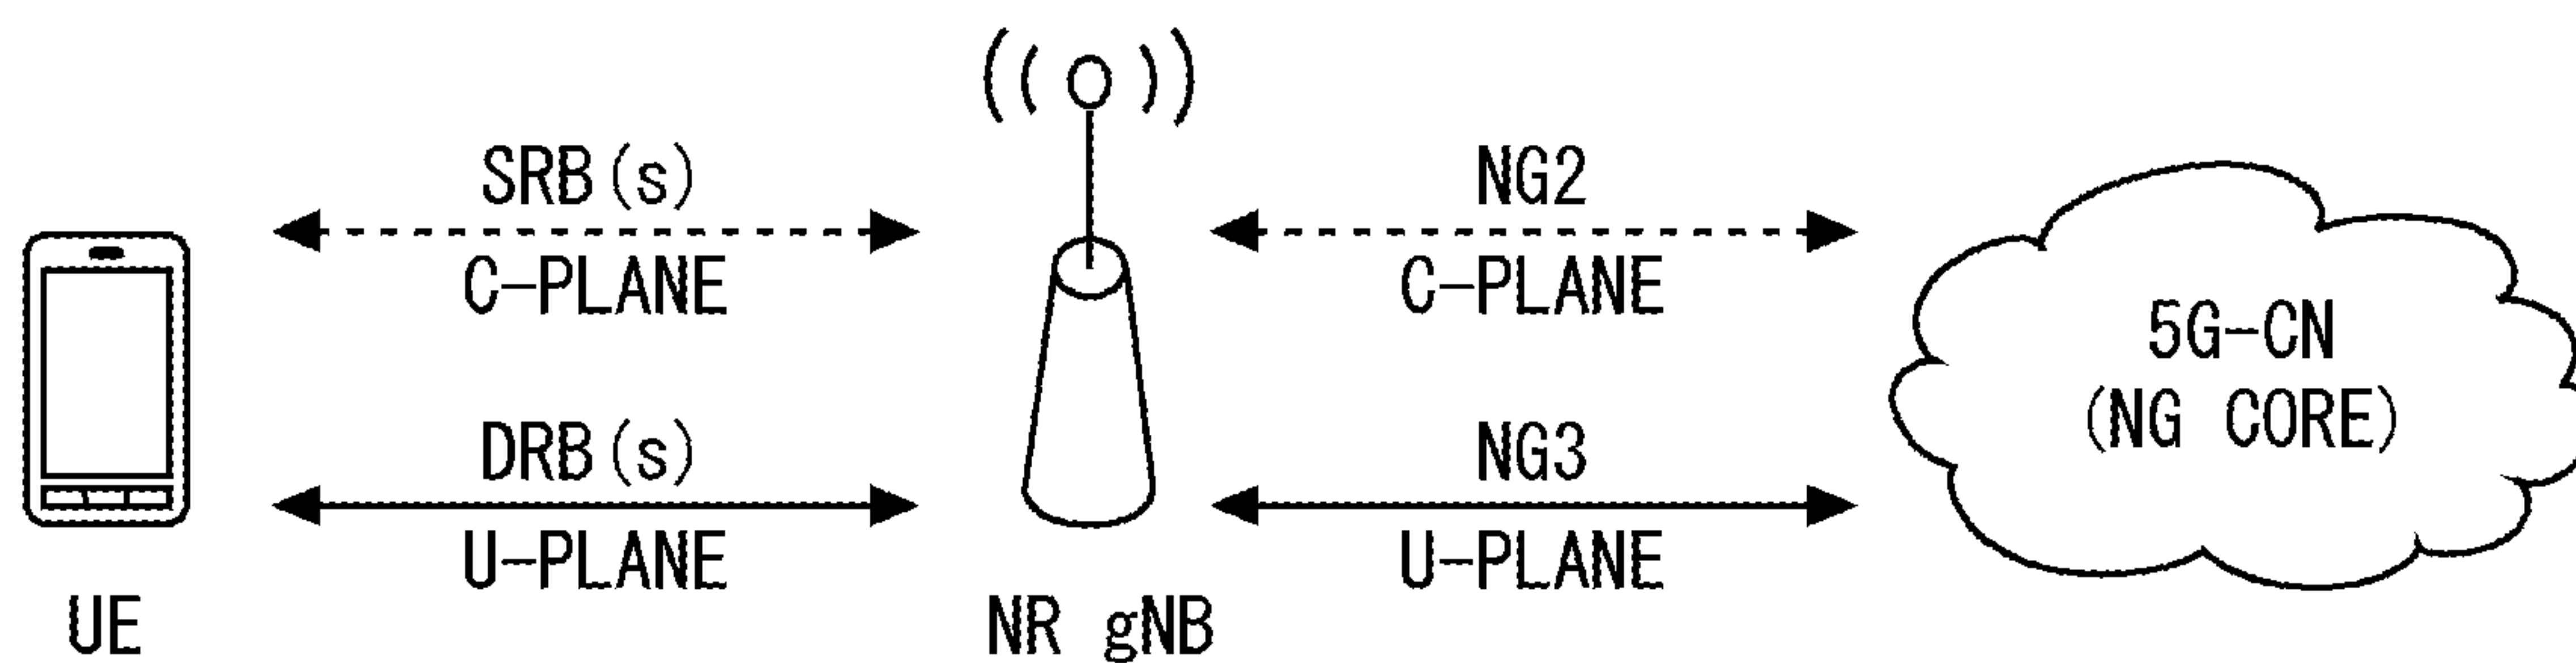 SRB(s)
C-PLANE
NG2
C-PLANE
5G-CN
(NG CORE)
DRB(s)
U-PLANE
NG3
U-PLANE
UE
NR gNB